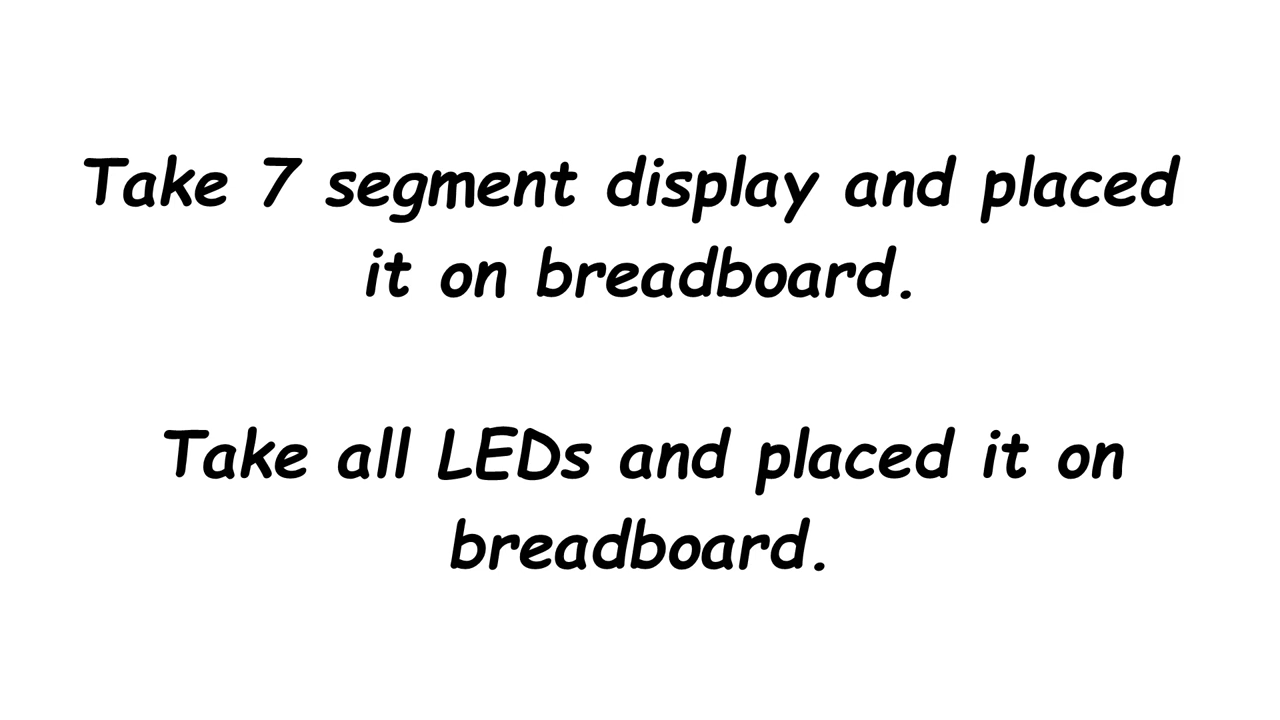 Take 7 segment display and placed
it on breadboard.
Take all LEDs and placed it on
breadboard.